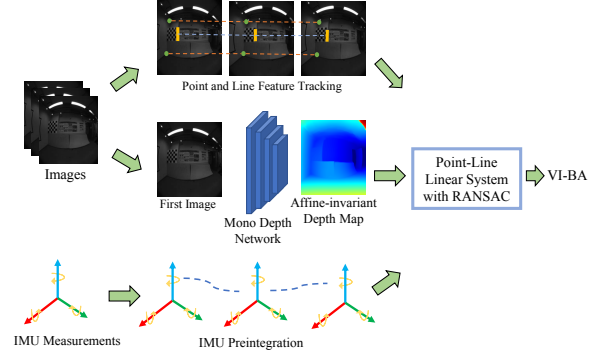 Point and Line Feature Tracking
Images
First Image
Mono Depth
Network
Affine-invariant
Depth Map
Point-Line
Linear System
with RANSAC
VI-BA
IMU Measurements
IMU Preintegration